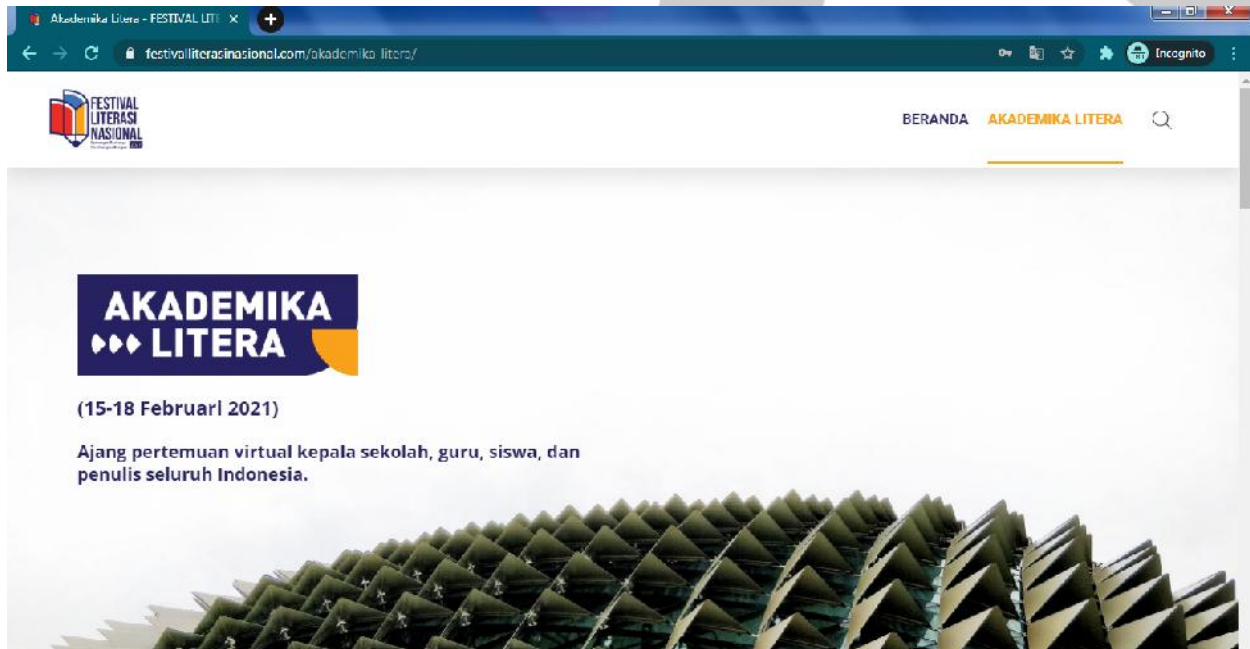 Akademika Litera - FESTIVAL LITE
festivalliterasinasional.com/akademika-litera/
Incognito
FESTIVAL
LITERASI
NASIONAL
BERANDA
AKADEMIKA LITERA
AKADEMIKA
LITERA
(15-18 Februari 2021)
Ajang pertemuan virtual kepala sekolah, guru, siswa, dan
penulis seluruh Indonesia.